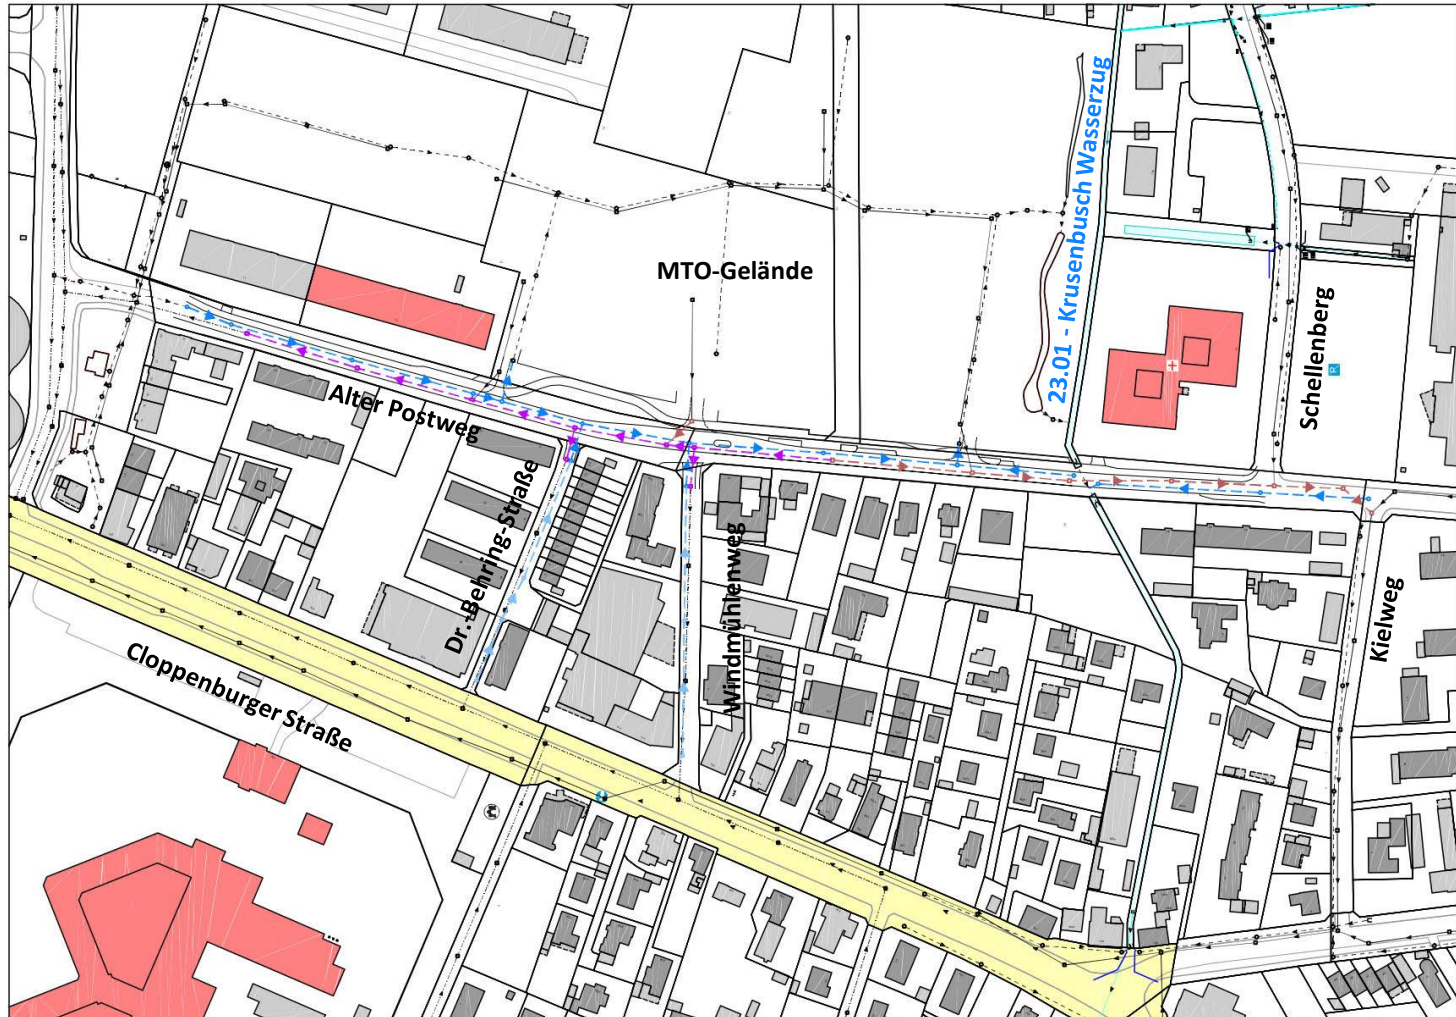 23.01 - Krusenbusch Wasserzug
MTO-Gelände
Schellenberg
R
Alter Postweg
Dr.-Behring-Straße
Windmühlenweg
Kielweg
Cloppenburger Straße